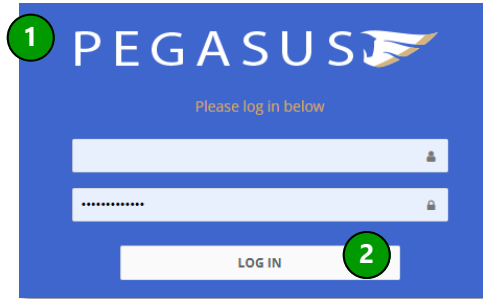 1
PEGASUS
Please log in below
•••••••••••••
LOG IN
2